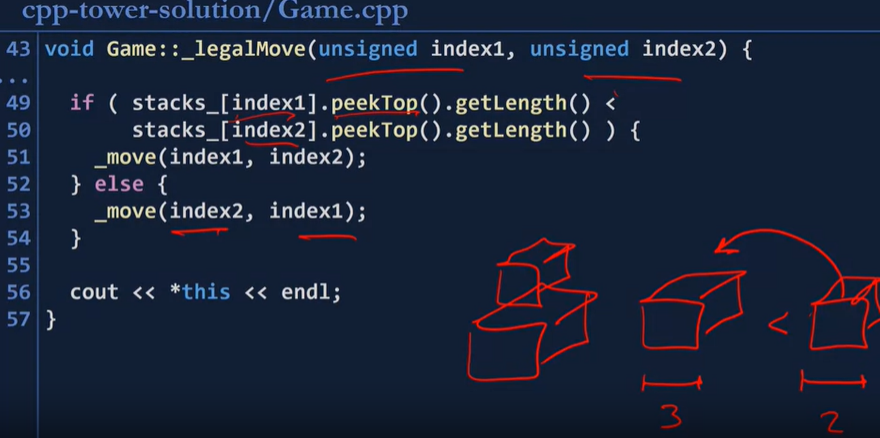 cpp-tower-solution/Game.cpp
43 void Game::_legalMove(unsigned index1, unsigned index2) {
...
49 if ( stacks_[index1].peekTop().getLength() <
50 stacks_[index2].peekTop().getLength() ) {
51 _move(index1, index2);
52 } else {
53 _move(index2, index1);
54 }
55
56 cout << *this << endl;
57 }
<
3 2